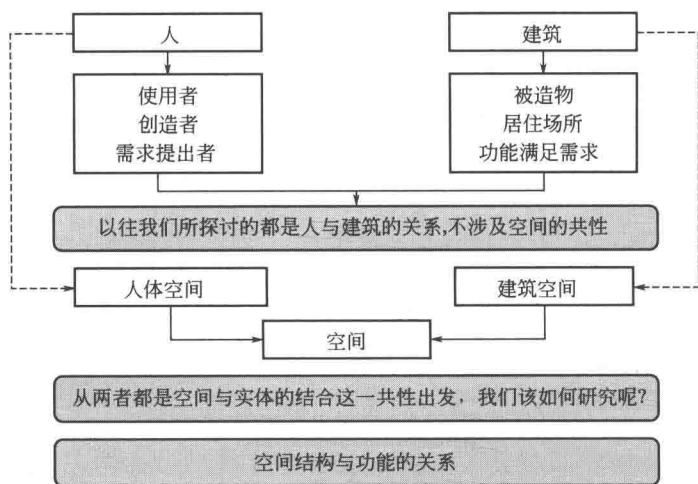 人
建筑
使用者
创造者
需求提出者
被造物
居住场所
功能满足需求
以往我们所探讨的都是人与建筑的关系,不涉及空间的共性
人体空间
建筑空间
空间
从两者都是空间与实体的结合这一共性出发，我们该如何研究呢?
空间结构与功能的关系